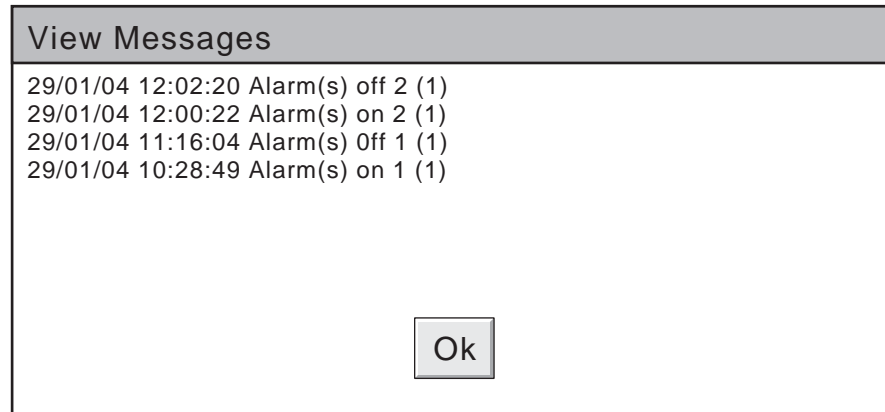 View Messages
29/01/04 12:02:20 Alarm(s) off 2 (1)
29/01/04 12:00:22 Alarm(s) on 2 (1)
29/01/04 11:16:04 Alarm(s) 0ff 1 (1)
29/01/04 10:28:49 Alarm(s) on 1 (1)
Ok